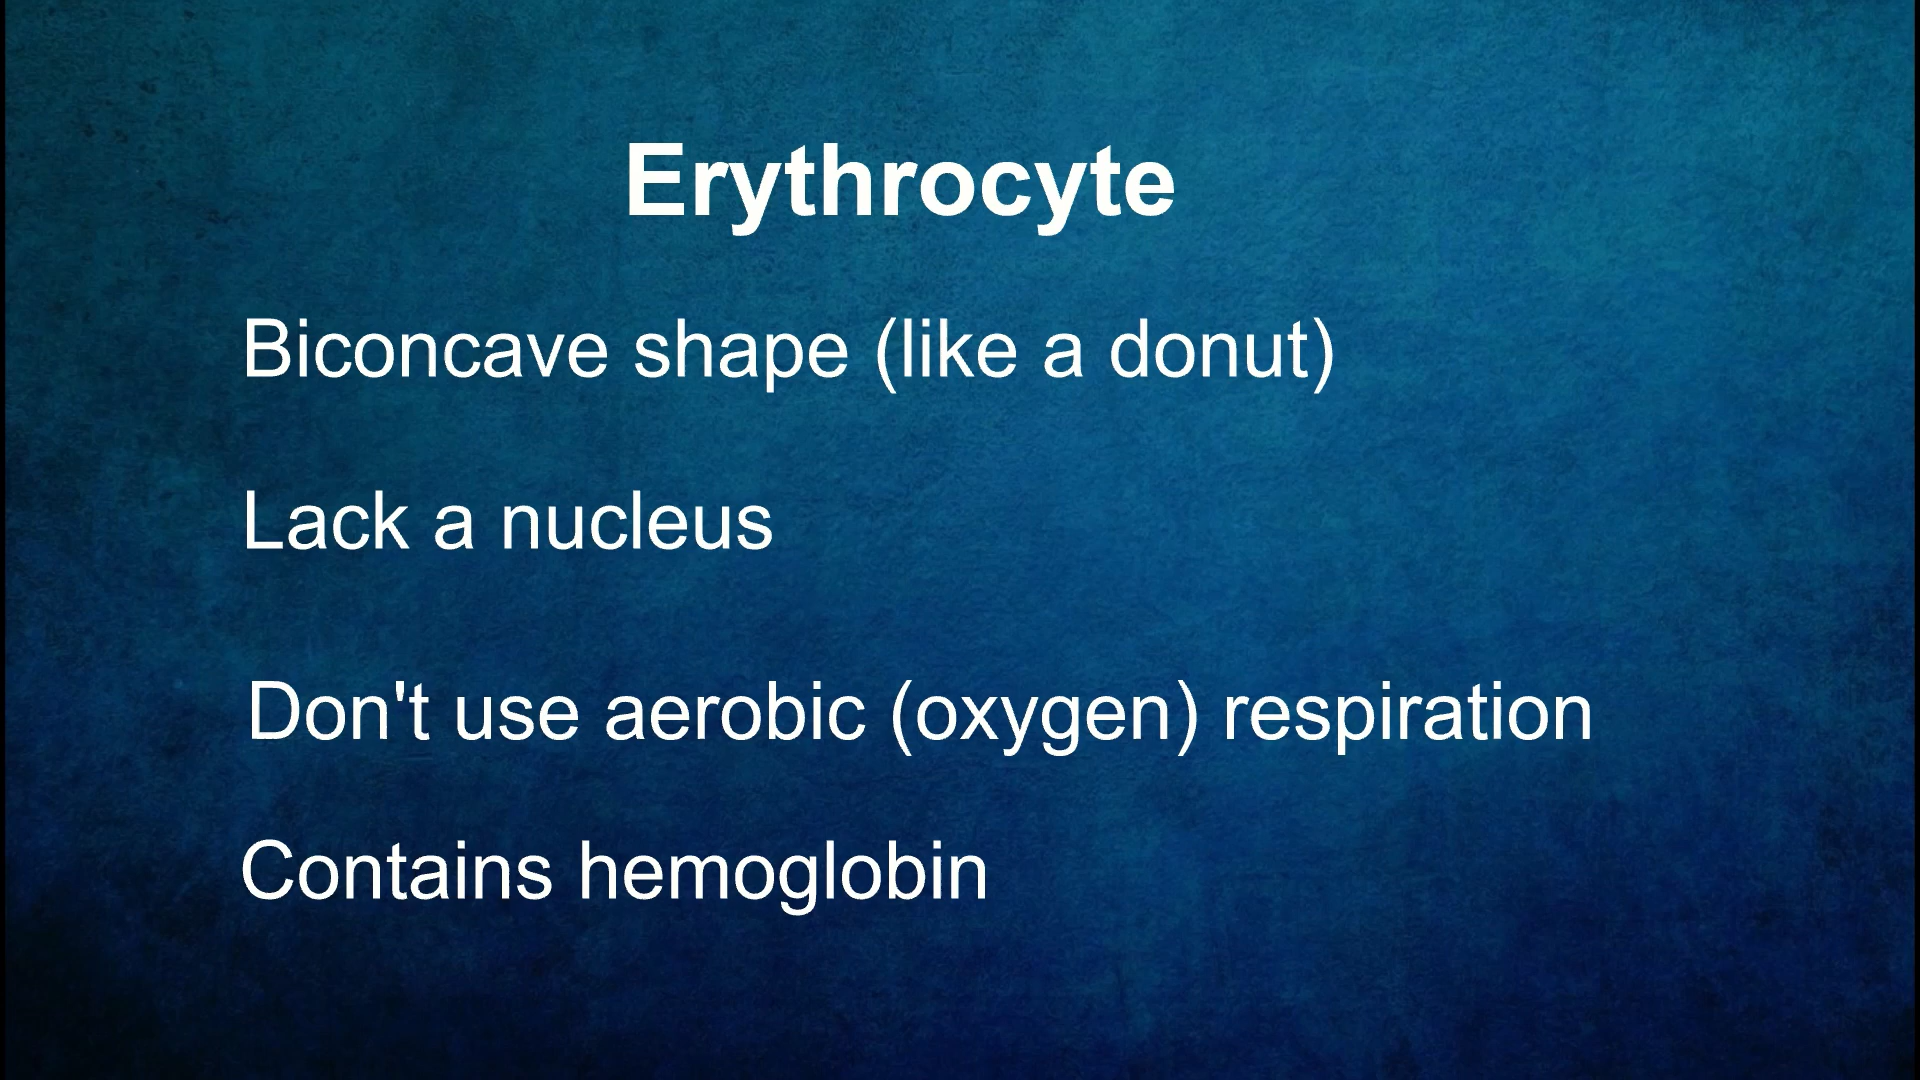 Erythrocyte
Biconcave shape (like a donut)
Lack a nucleus
Don't use aerobic (oxygen) respiration
Contains hemoglobin